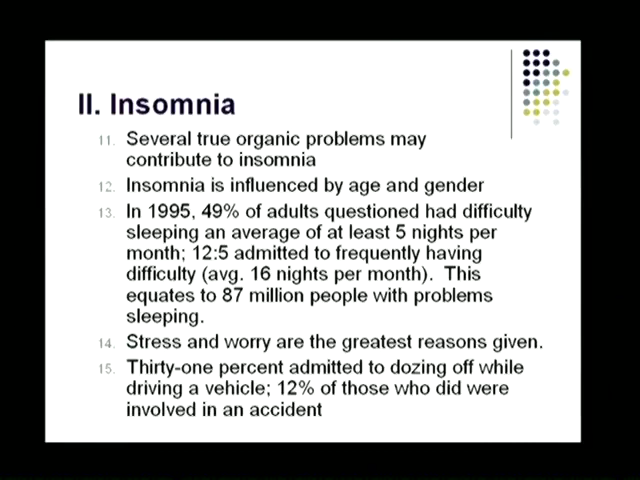 II. Insomnia
11. Several true organic problems may
contribute to insomnia
12. Insomnia is influenced by age and gender
13. In 1995, 49% of adults questioned had difficulty
sleeping an average of at least 5 nights per
month; 12:5 admitted to frequently having
difficulty (avg. 16 nights per month).  This
equates to 87 million people with problems
sleeping.
14. Stress and worry are the greatest reasons given.
15. Thirty-one percent admitted to dozing off while
driving a vehicle; 12% of those who did were
involved in an accident